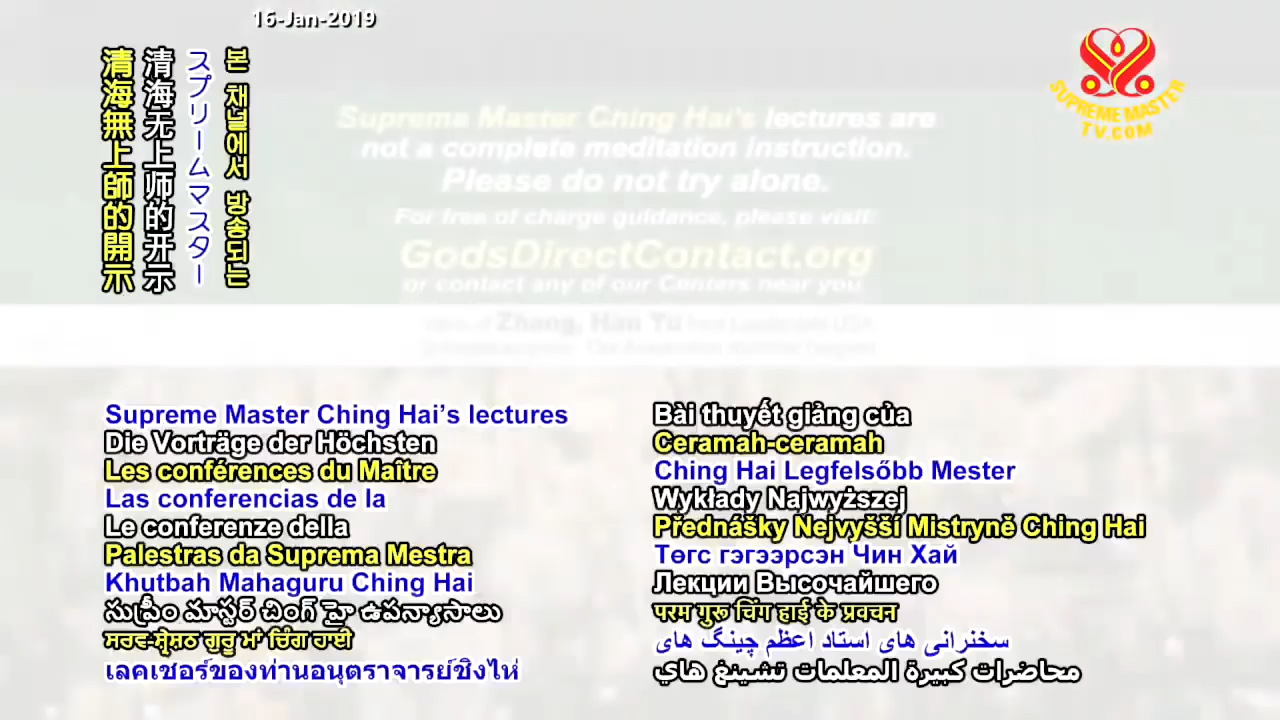 16-Jan-2019
清海無上師的開示
清海无上师的开示
スプリームマスター
본 채널에서 방송되는
SUPREME MASTER
TV.COM
Supreme Master Ching Hai's lectures are
not a complete meditation instruction.
Please do not try alone.
For free of charge guidance, please visit:
GodsDirectContact.org
or contact any of our Centers near you.
Zhang, Han Tu
Supreme Master Ching Hai’s lectures
Die Vorträge der Höchsten
Les conférences du Maître
Las conferencias de la
Le conferenze della
Palestras da Suprema Mestra
Khutbah Mahaguru Ching Hai
సుప్రీం మాస్టర్ చింగ్ హై ఉపన్యాసాలు
ਸਰਵ-ਸ਼੍ਰੇਸ਼ਠ ਗੁਰੂ ਮਾਂ ਚਿੰਗ ਹਾਈ
เลคเชอร์ของท่านอนุตราจารย์ชิงไห่
Bài thuyết giảng của
Ceramah-ceramah
Ching Hai Legfelsőbb Mester
Wykłady Najwyższej
Přednášky Nejvyšší Mistryně Ching Hai
Төгс гэгээрсэн Чин Хай
Лекции Высочайшего
परम गुरु चिंग हाई के प्रवचन
سخنرانی های استاد اعظم چینگ های
محاضرات كبيرة المعلمات تشينغ هاي